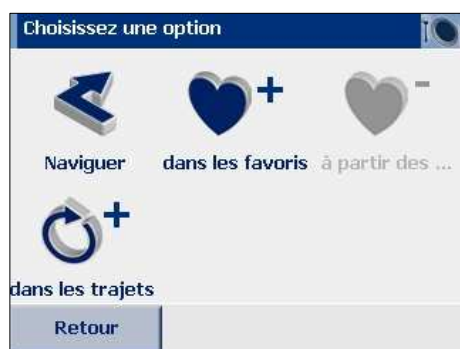 Choisissez une option
Naviguer
dans les favoris
à partir des ...
dans les trajets
Retour